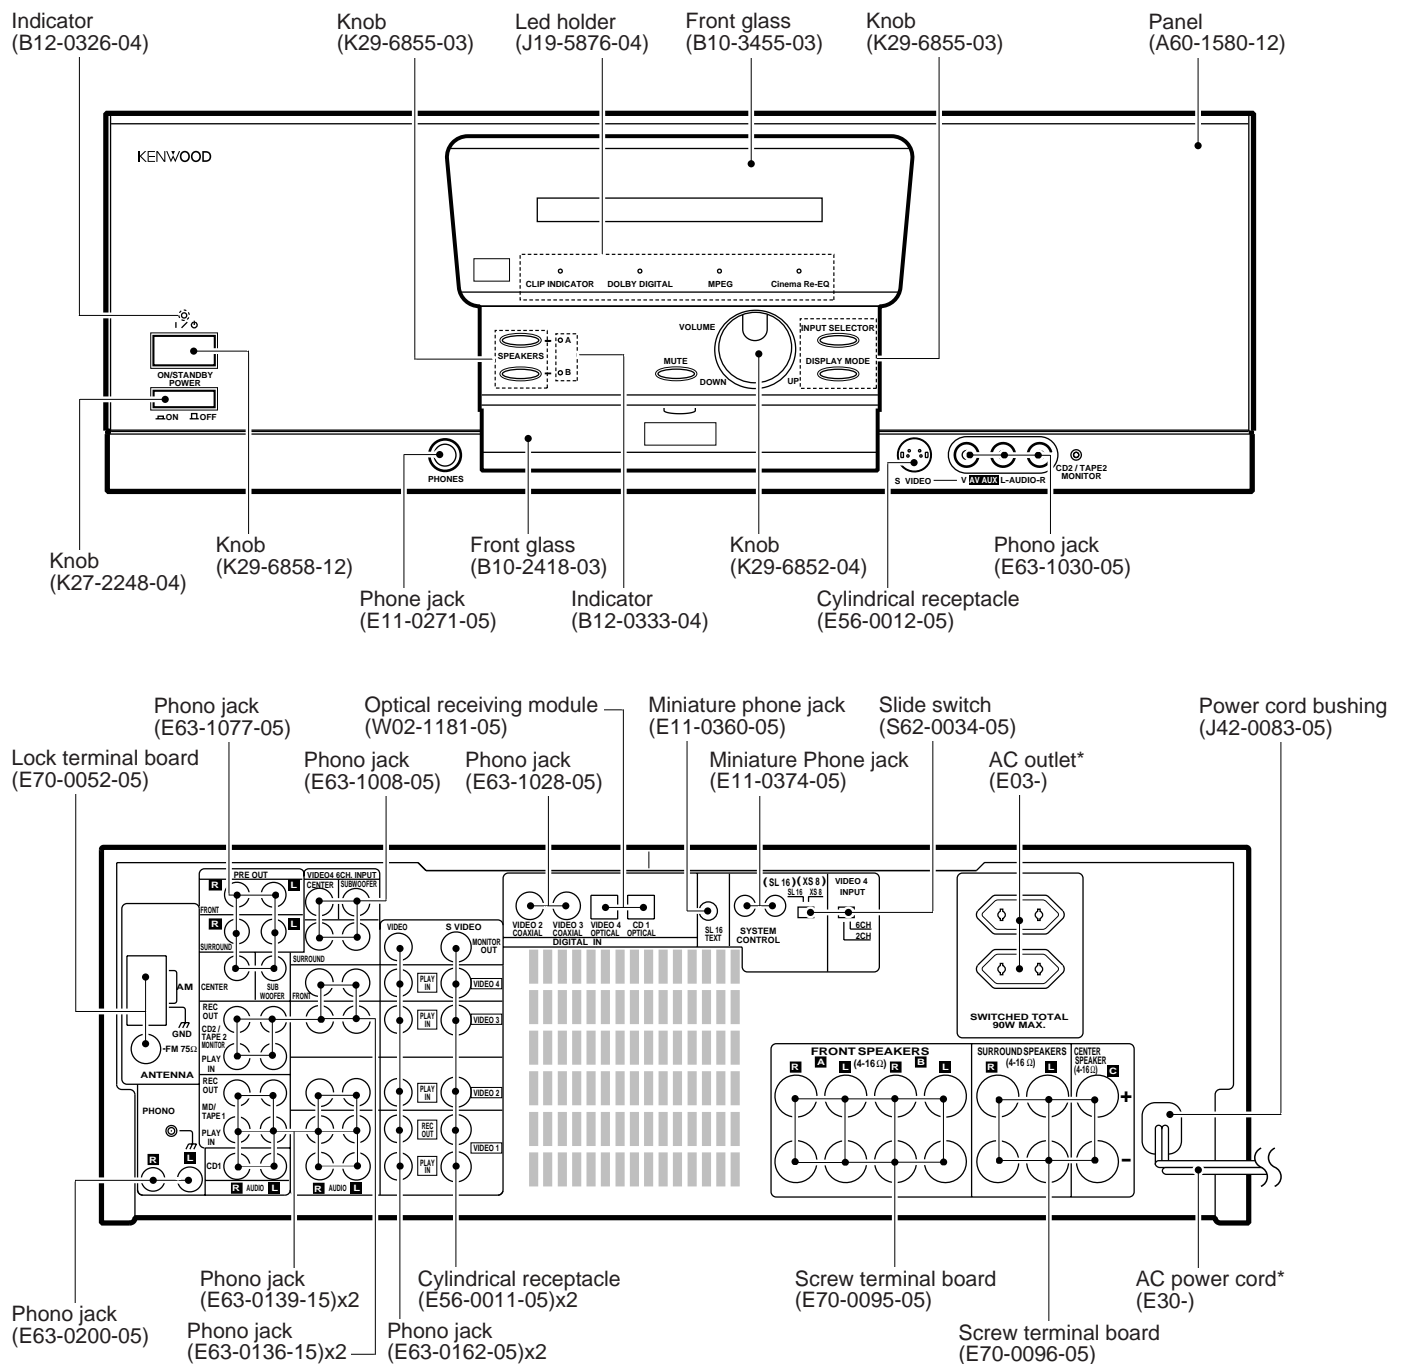 Indicator
(B12-0326-04)
Knob
(K29-6855-03)
Led holder
(J19-5876-04)
Front glass
(B10-3455-03)
Knob
(K29-6855-03)
Panel
(A60-1580-12)
KENWOOD
CLIP INDICATOR
DOLBY DIGITAL
MPEG
Cinema Re-EQ
ON/STANDBY
POWER
ON
OFF
SPEAKERS
A
B
VOLUME
MUTE
DOWN
UP
INPUT SELECTOR
DISPLAY MODE
PHONES
S VIDEO
V AV AUX L-AUDIO-R
CD2 / TAPE2
MONITOR
Knob
(K27-2248-04)
Knob
(K29-6858-12)
Phone jack
(E11-0271-05)
Front glass
(B10-2418-03)
Indicator
(B12-0333-04)
Knob
(K29-6852-04)
Cylindrical receptacle
(E56-0012-05)
Phono jack
(E63-1030-05)
Phono jack
(E63-1077-05)
Optical receiving module
(W02-1181-05)
Miniature phone jack
(E11-0360-05)
Slide switch
(S62-0034-05)
Power cord bushing
(J42-0083-05)
Lock terminal board
(E70-0052-05)
Phono jack
(E63-1008-05)
Phono jack
(E63-1028-05)
Miniature Phone jack
(E11-0374-05)
AC outlet*
(E03-)
PRE OUT
R
L
FRONT
R
L
SURROUND
CENTER
SUB
WOOFER
VIDEO4 6CH. INPUT
CENTER
SUBWOOFER
SURROUND
FRONT
AM
GND
FM 75Ω
ANTENNA
REC
OUT
CD2 /
TAPE 2
MONITOR
PLAY
IN
REC
OUT
MD/
TAPE 1
PLAY
IN
CD1
PHONO
R
L
R AUDIO L
R AUDIO L
VIDEO
S VIDEO
MONITOR
OUT
PLAY
IN
VIDEO 4
PLAY
IN
VIDEO 3
PLAY
IN
VIDEO 2
REC
OUT
VIDEO 1
PLAY
IN
VIDEO 2
COAXIAL
VIDEO 3
COAXIAL
VIDEO 4
OPTICAL
CD 1
OPTICAL
DIGITAL IN
SL 16
TEXT
(SL 16) (XS 8)
SL 16 XS 8
SYSTEM
CONTROL
VIDEO 4
INPUT
6CH
2CH
SWITCHED TOTAL
90W MAX.
FRONT SPEAKERS
R A L (4-16 Ω) R B L
SURROUND SPEAKERS
R (4-16 Ω) L
CENTER
SPEAKER
(4-16Ω) C
+
−
Phono jack
(E63-0200-05)
Phono jack
(E63-0139-15)x2
Phono jack
(E63-0136-15)x2
Cylindrical receptacle
(E56-0011-05)x2
Phono jack
(E63-0162-05)x2
Screw terminal board
(E70-0095-05)
Screw terminal board
(E70-0096-05)
AC power cord*
(E30-)